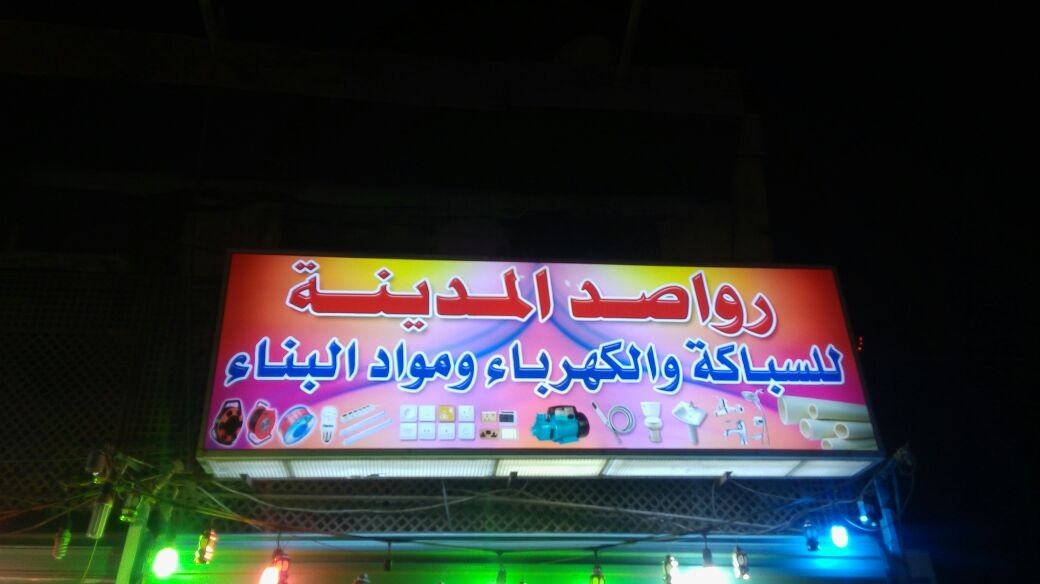 رواصد المدينة
للسباكة والكهرباء ومواد البناء